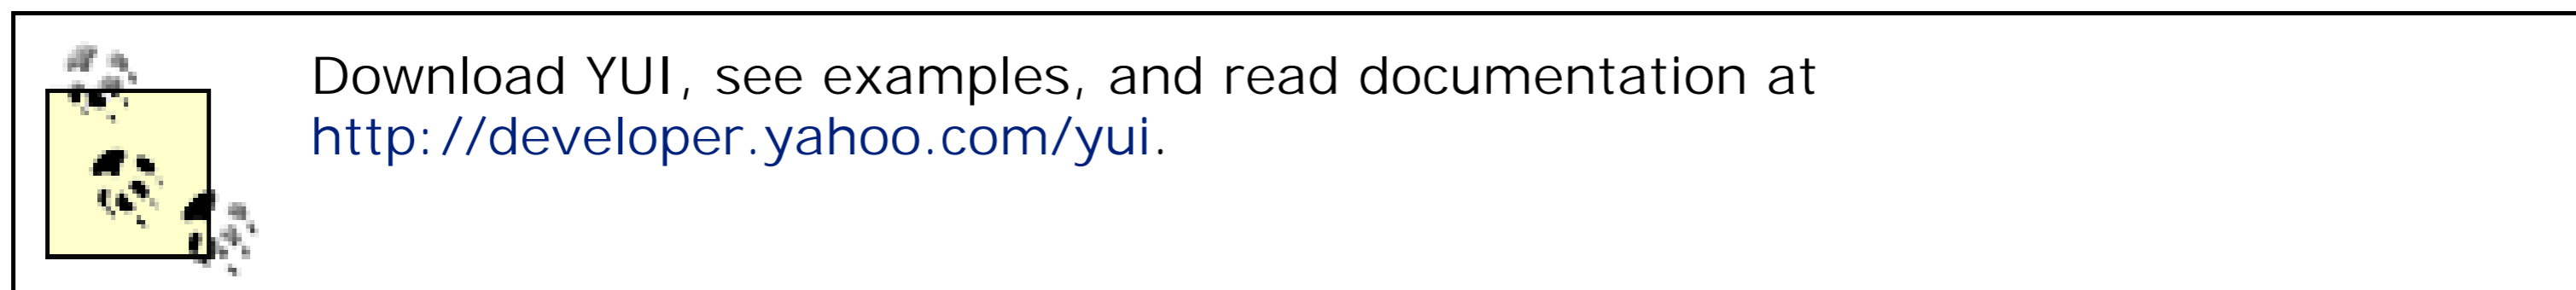 Download YUI, see examples, and read documentation at
http://developer.yahoo.com/yui.